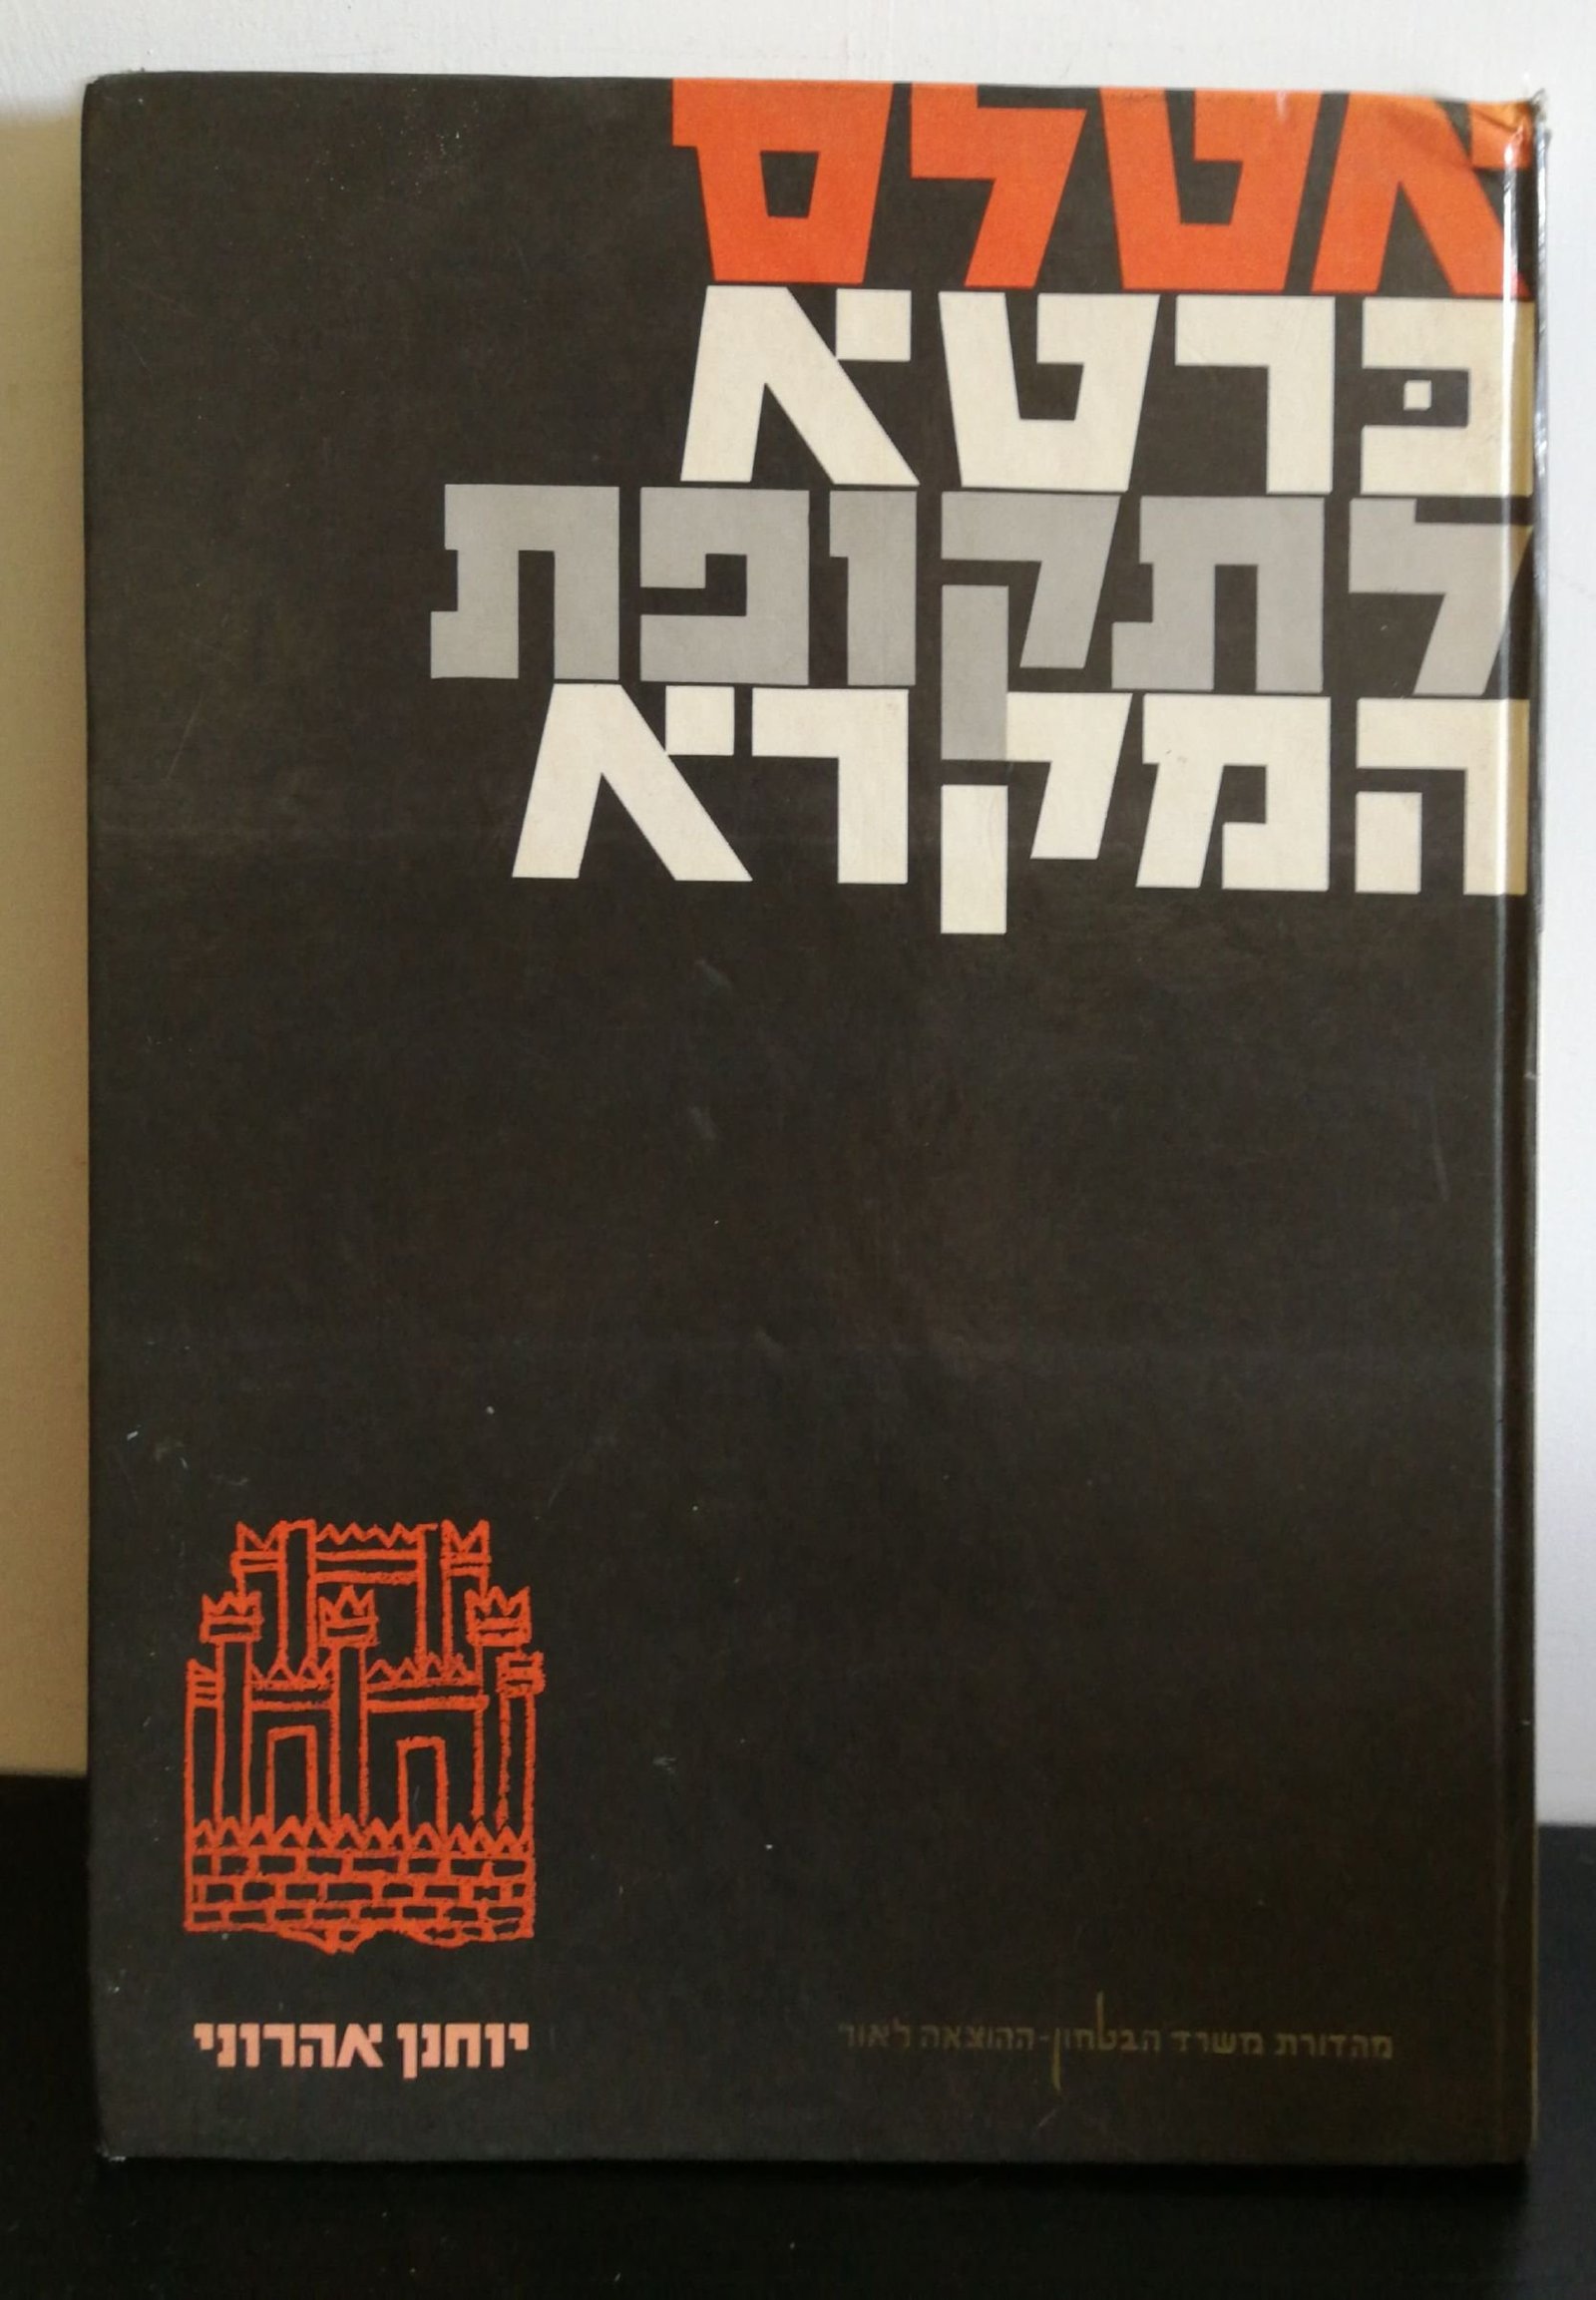 אטלס
כרטא
לתקופת
המקרא
יוחנן אהרוני
מהדורת משרד הבטחון-ההוצאה לאור